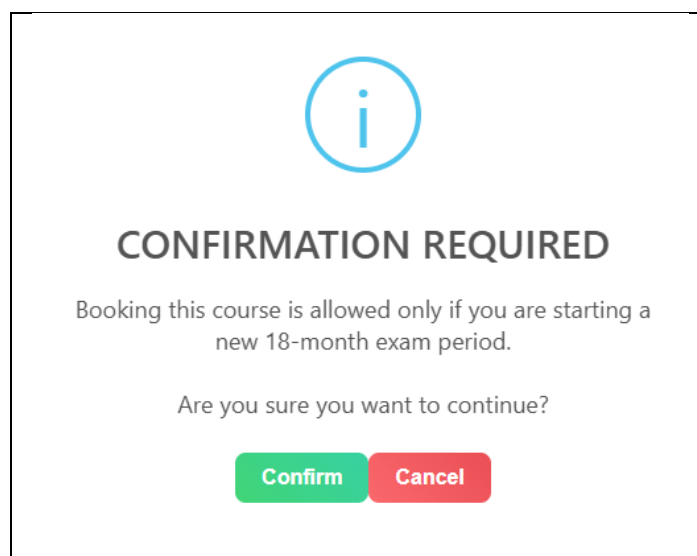 i
CONFIRMATION REQUIRED
Booking this course is allowed only if you are starting a
new 18-month exam period.
Are you sure you want to continue?
Confirm Cancel